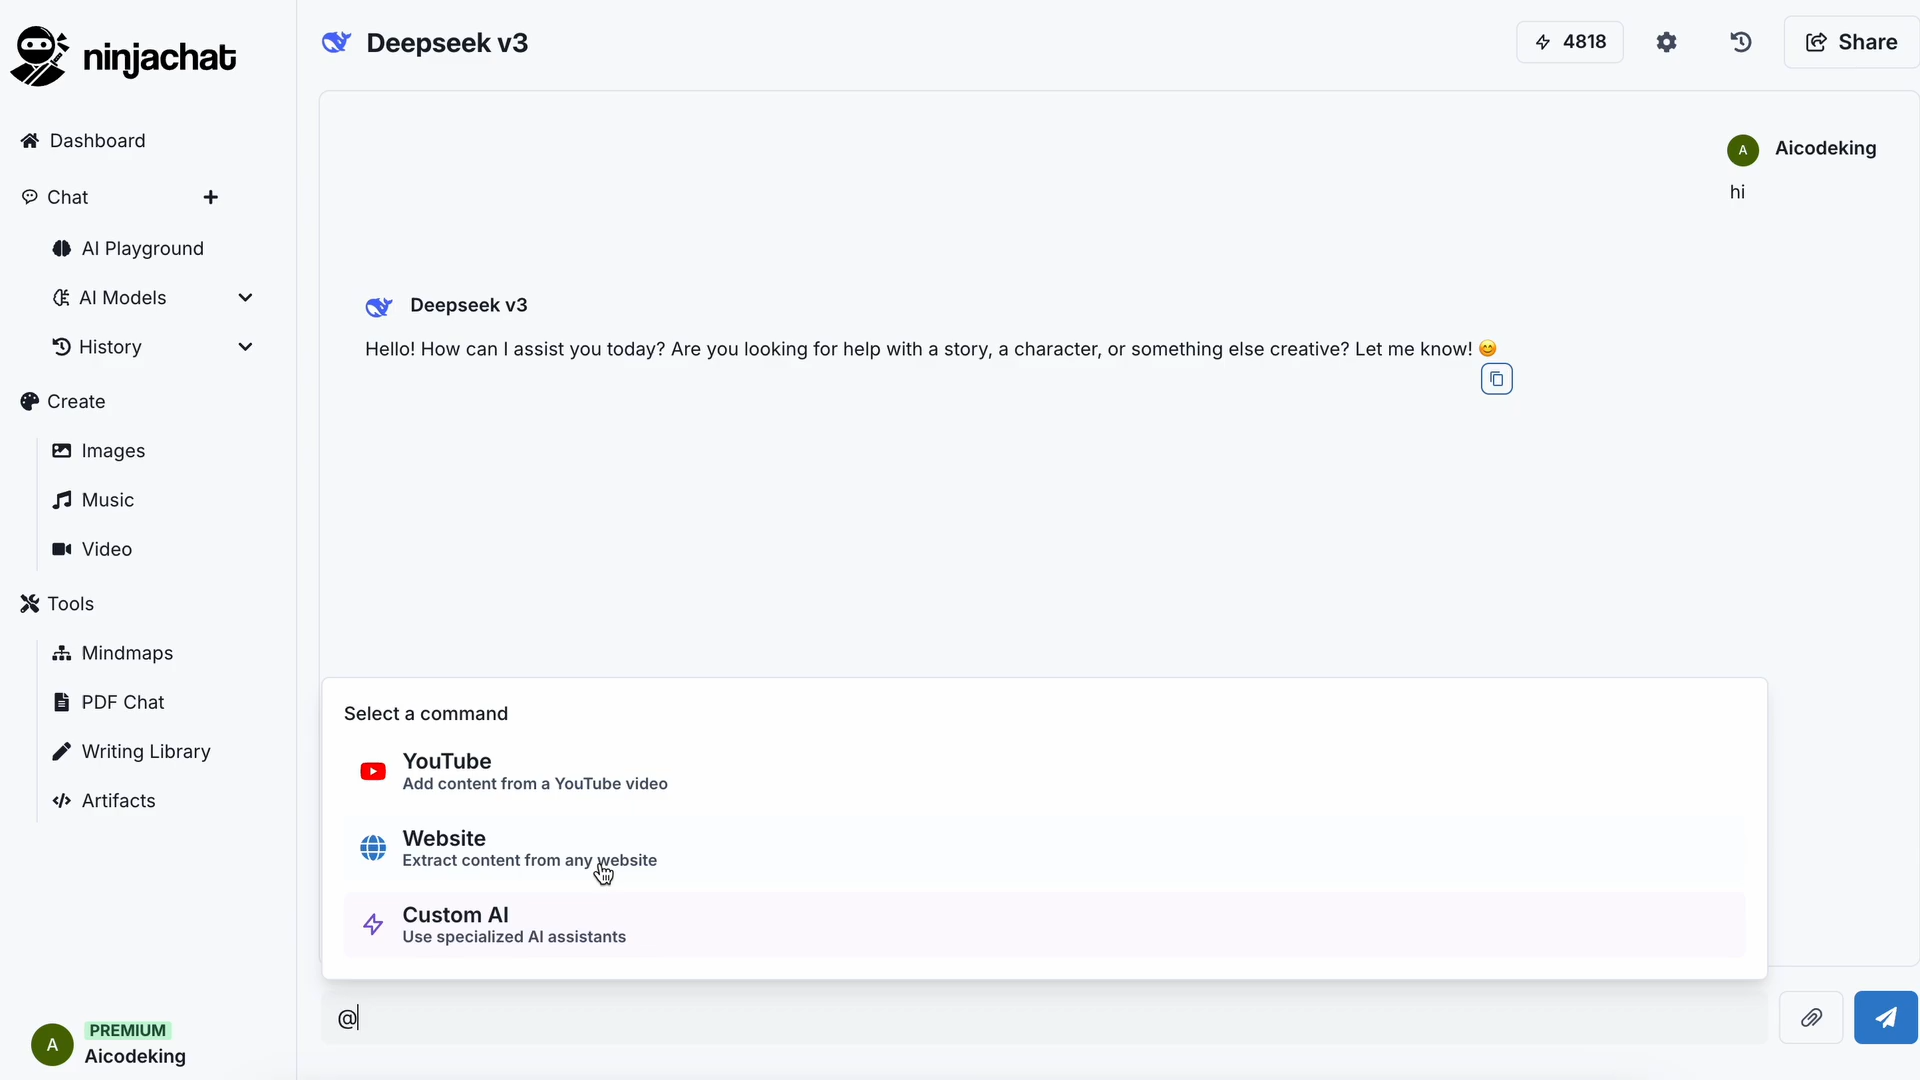 ninjachat
Dashboard
Chat
AI Playground
AI Models
History
Create
Images
Music
Video
Tools
Mindmaps
PDF Chat
Writing Library
Artifacts
A
PREMIUM
Aicodeking
Deepseek v3
4818
Share
A
Aicodeking
hi
Deepseek v3
Hello! How can I assist you today? Are you looking for help with a story, a character, or something else creative? Let me know! 😊
Select a command
YouTube
Add content from a YouTube video
Website
Extract content from any website
Custom AI
Use specialized AI assistants
@